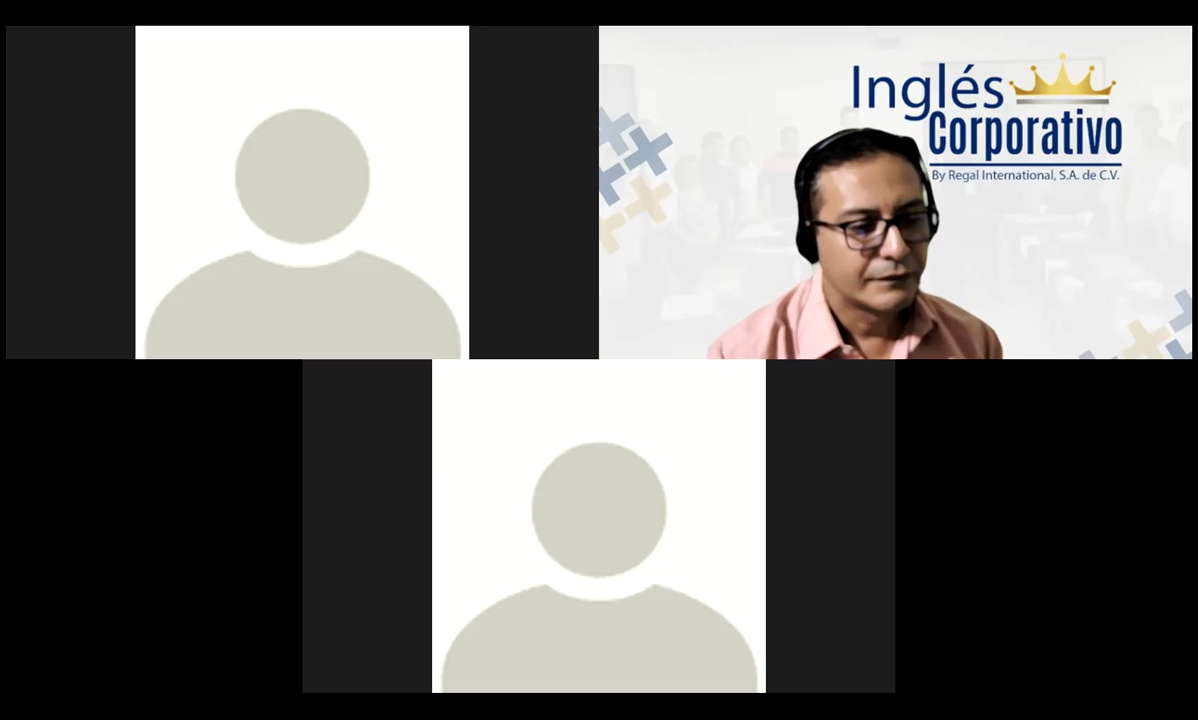 Inglés
Corporativo
By Regal International, S.A. de C.V.